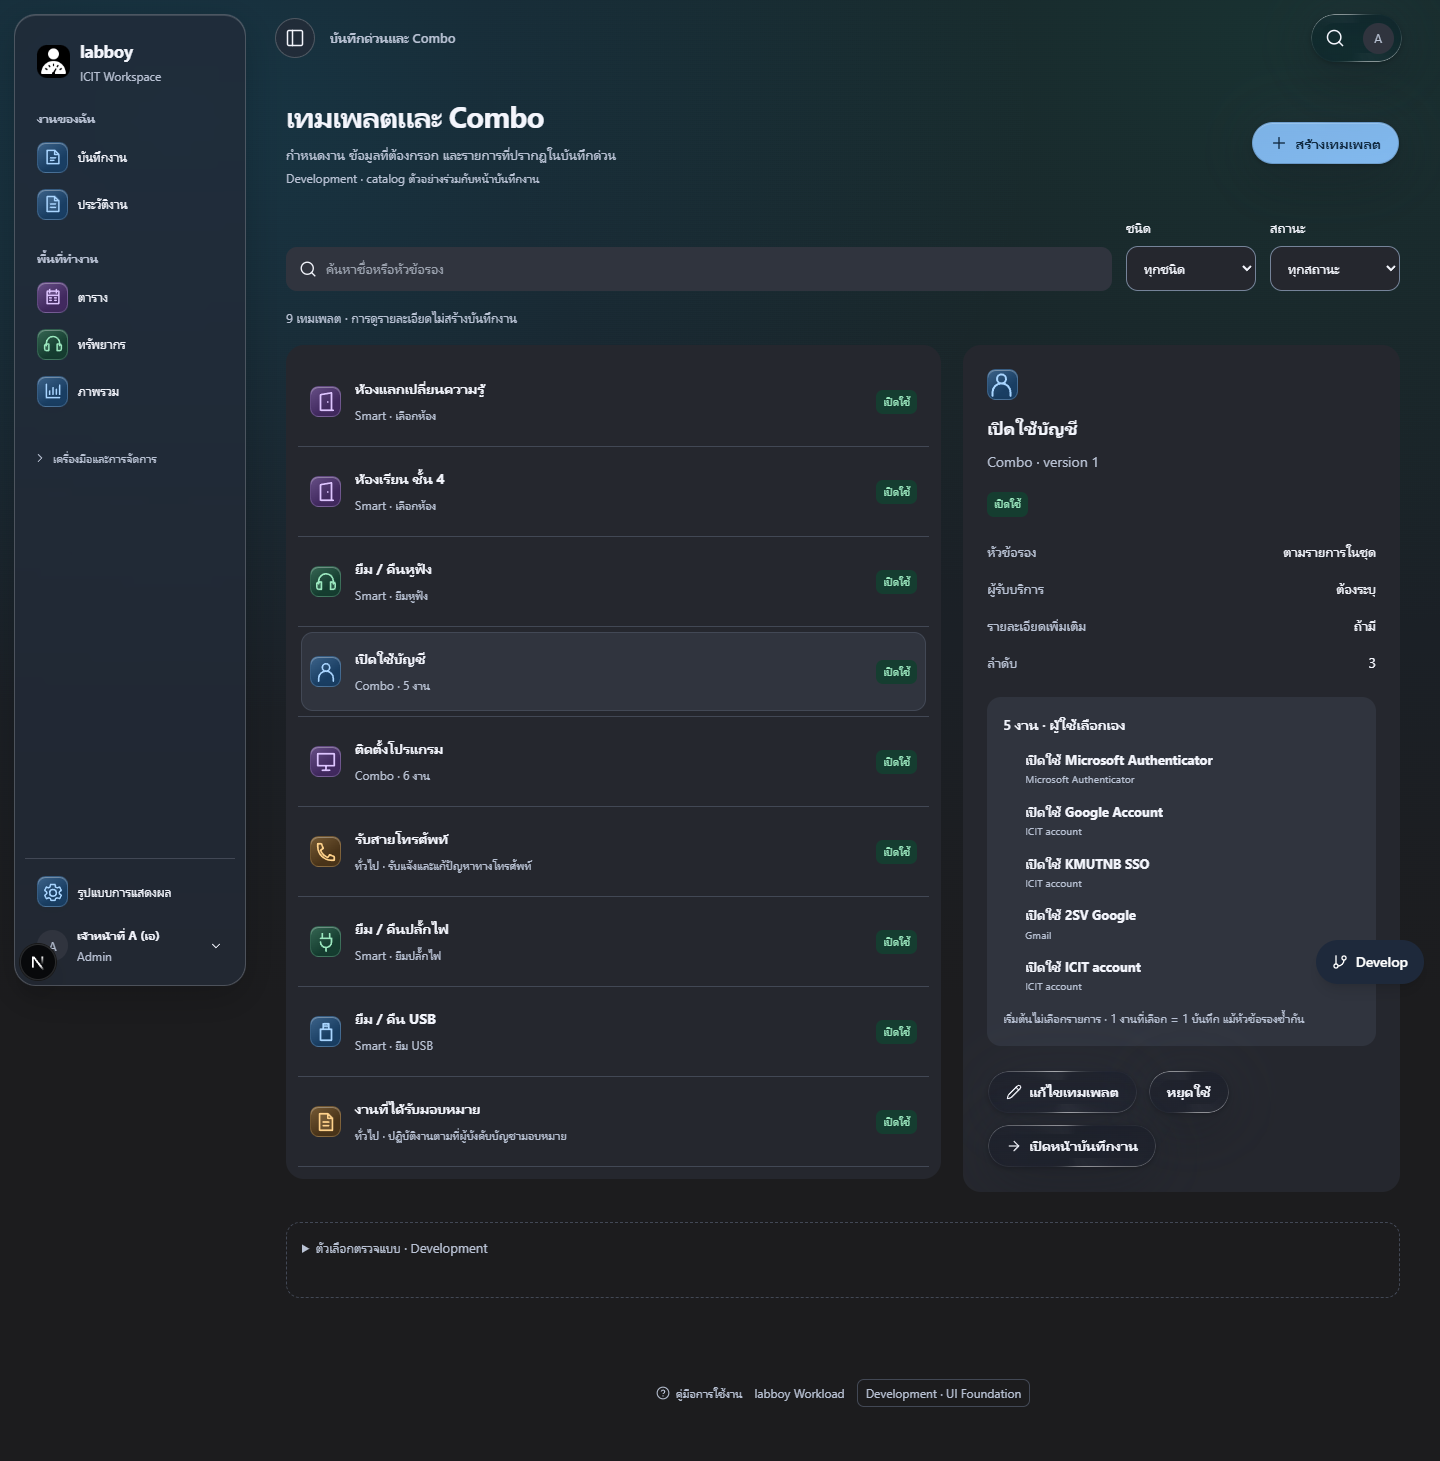 labboy
ICIT Workspace
งานของฉัน
บันทึกงาน
ประวัติงาน
พื้นที่ทำงาน
ตาราง
ทรัพยากร
ภาพรวม
เครื่องมือและการจัดการ
รูปแบบการแสดงผล
A
เจ้าหน้าที่ A (เอ)
Admin
N
บันทึกด่วนและ Combo
A
เทมเพลตและ Combo
กำหนดงาน ข้อมูลที่ต้องกรอก และรายการที่ปรากฏในบันทึกด่วน
Development · catalog ตัวอย่างร่วมกับหน้าบันทึกงาน
สร้างเทมเพลต
ค้นหาชื่อหรือหัวข้อรอง
ชนิด
ทุกชนิด
สถานะ
ทุกสถานะ
9 เทมเพลต · การดูรายละเอียดไม่สร้างบันทึกงาน
ห้องแลกเปลี่ยนความรู้
Smart · เลือกห้อง
เปิดใช้
ห้องเรียน ชั้น 4
Smart · เลือกห้อง
เปิดใช้
ยืม / คืนหูฟัง
Smart · ยืมหูฟัง
เปิดใช้
เปิดใช้บัญชี
Combo · 5 งาน
เปิดใช้
ติดตั้งโปรแกรม
Combo · 6 งาน
เปิดใช้
รับสายโทรศัพท์
ทั่วไป · รับแจ้งและแก้ปัญหาทางโทรศัพท์
เปิดใช้
ยืม / คืนปลั๊กไฟ
Smart · ยืมปลั๊กไฟ
เปิดใช้
ยืม / คืน USB
Smart · ยืม USB
เปิดใช้
งานที่ได้รับมอบหมาย
ทั่วไป · ปฏิบัติงานตามที่ผู้บังคับบัญชามอบหมาย
เปิดใช้
เปิดใช้บัญชี
Combo · version 1
เปิดใช้
หัวข้อรอง ตามรายการในชุด
ผู้รับบริการ ต้องระบุ
รายละเอียดเพิ่มเติม ถ้ามี
ลำดับ 3
5 งาน · ผู้ใช้เลือกเอง
เปิดใช้ Microsoft Authenticator
Microsoft Authenticator
เปิดใช้ Google Account
ICIT account
เปิดใช้ KMUTNB SSO
ICIT account
เปิดใช้ 2SV Google
Gmail
เปิดใช้ ICIT account
ICIT account
เริ่มต้นไม่เลือกรายการ · 1 งานที่เลือก = 1 บันทึก แม้หัวข้อรองซ้ำกัน
แก้ไขเทมเพลต
หยุดใช้
เปิดหน้าบันทึกงาน
Develop
ตัวเลือกตรวจแบบ · Development
คู่มือการใช้งาน labboy Workload Development · UI Foundation